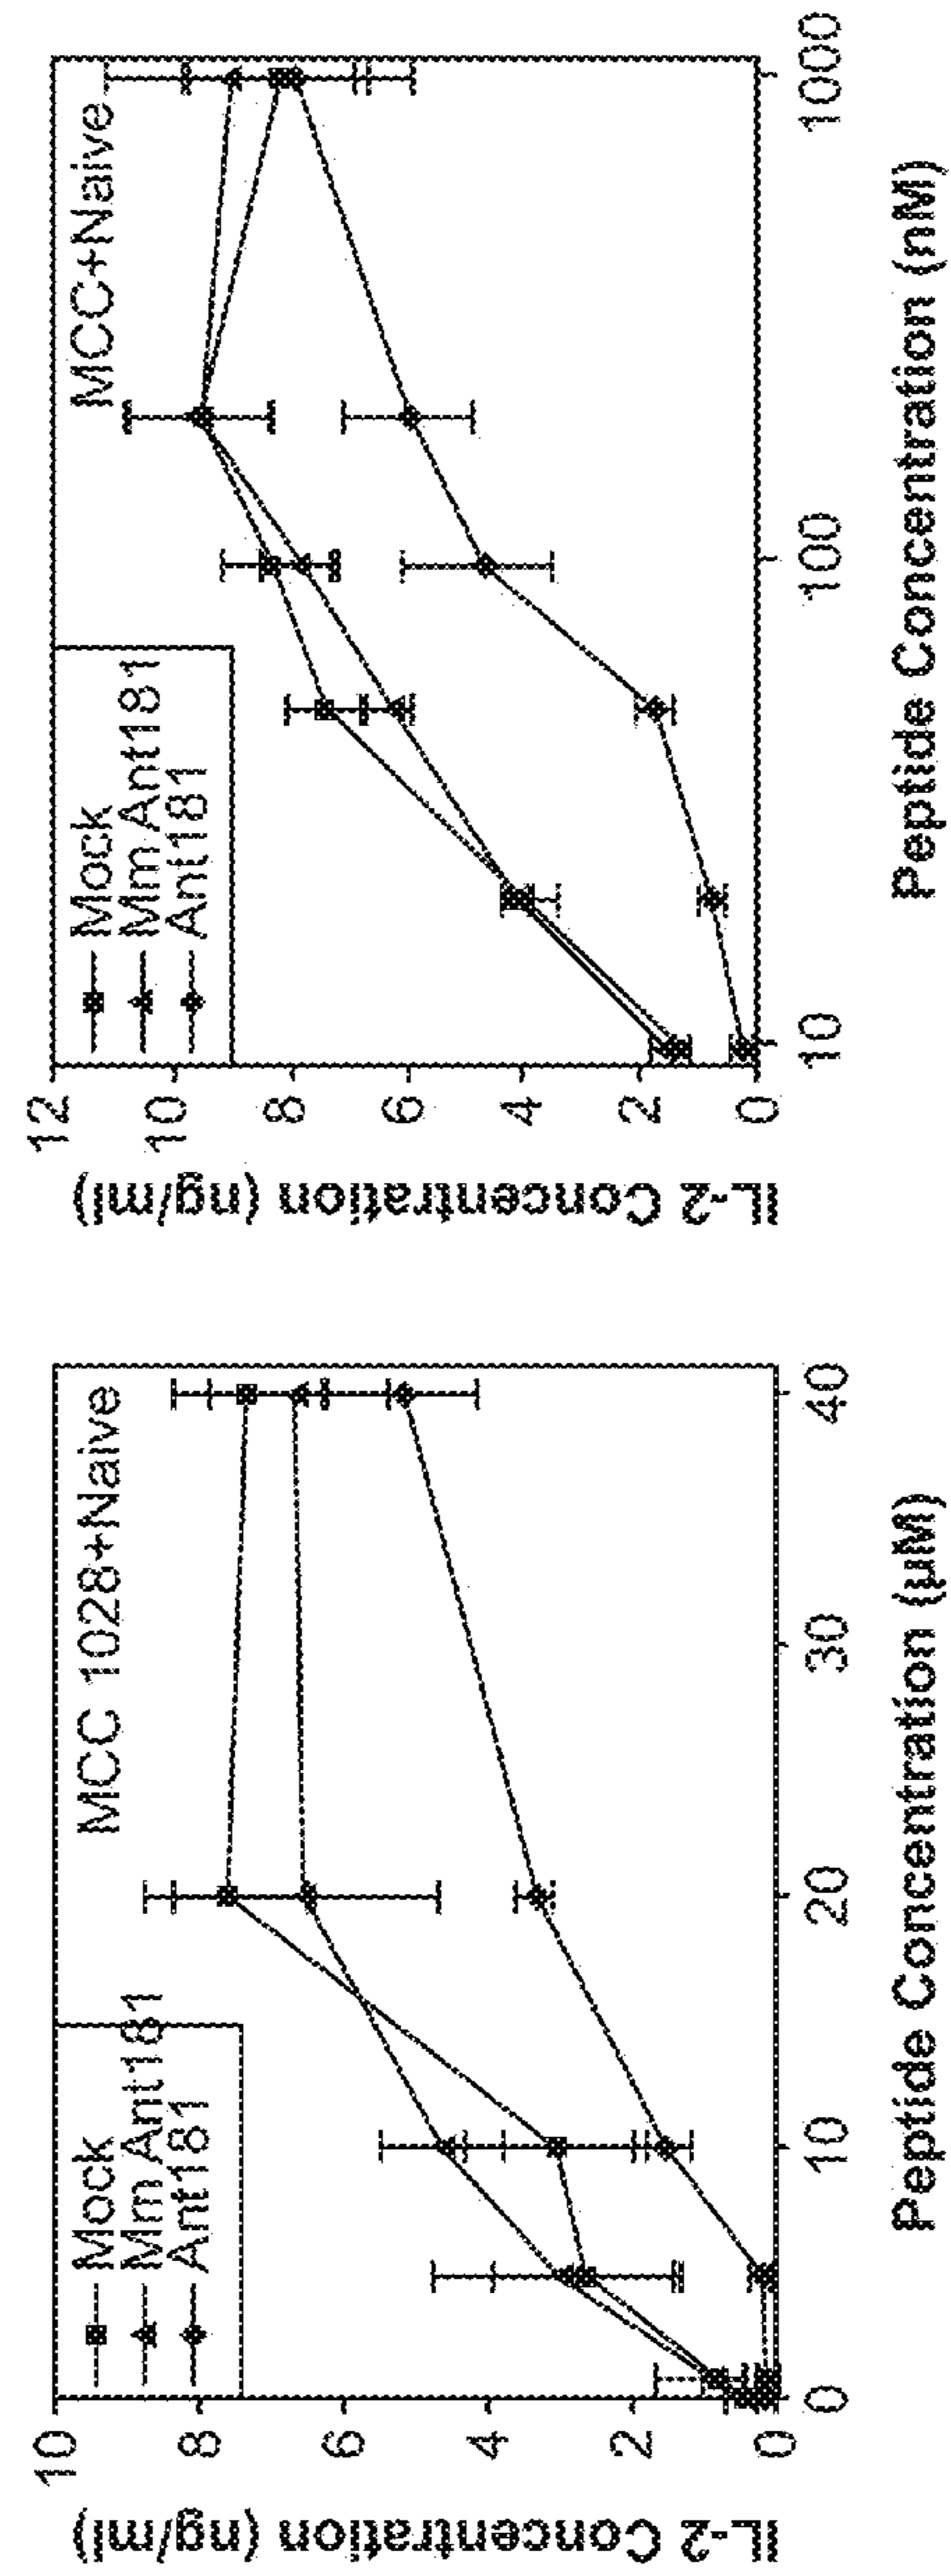 MCC 1028+Naive
Mock
Mm Ant181
Ant181
10
8
6
4
2
0
IL-2 Concentration (ng/ml)
0
10
20
30
40
Peptide Concentration (µM)
MCC+Naive
Mock
Mm Ant181
Ant181
12
10
8
6
4
2
0
IL-2 Concentration (ng/ml)
10
100
1000
Peptide Concentration (nM)